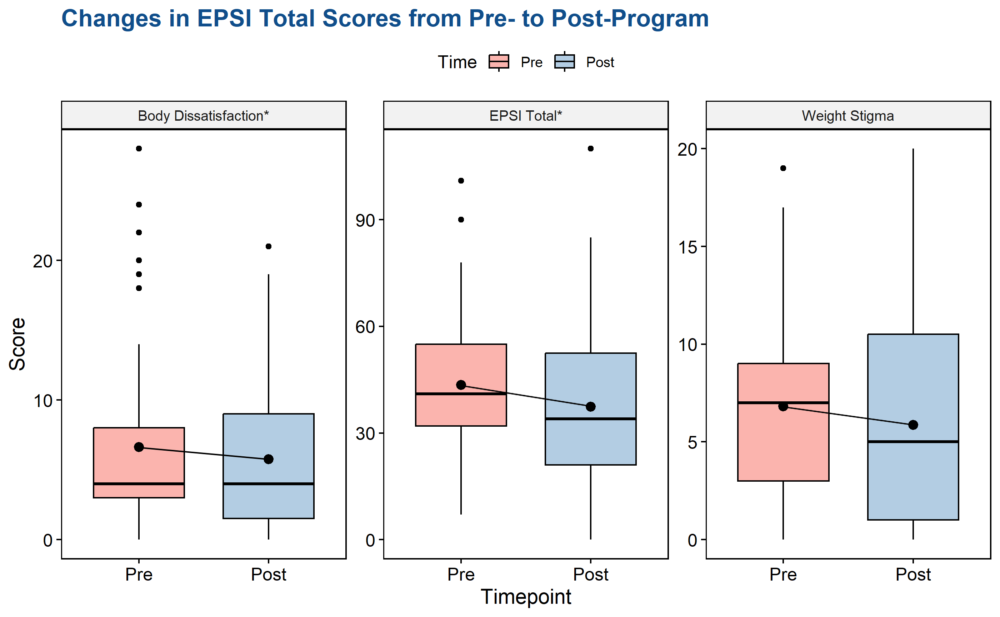 Changes in EPSI Total Scores from Pre- to Post-Program
Time Pre Post
Body Dissatisfaction*
EPSI Total*
Weight Stigma
Score
20
10
0
90
60
30
0
20
15
10
5
0
Pre Post
Pre Post
Pre Post
Timepoint